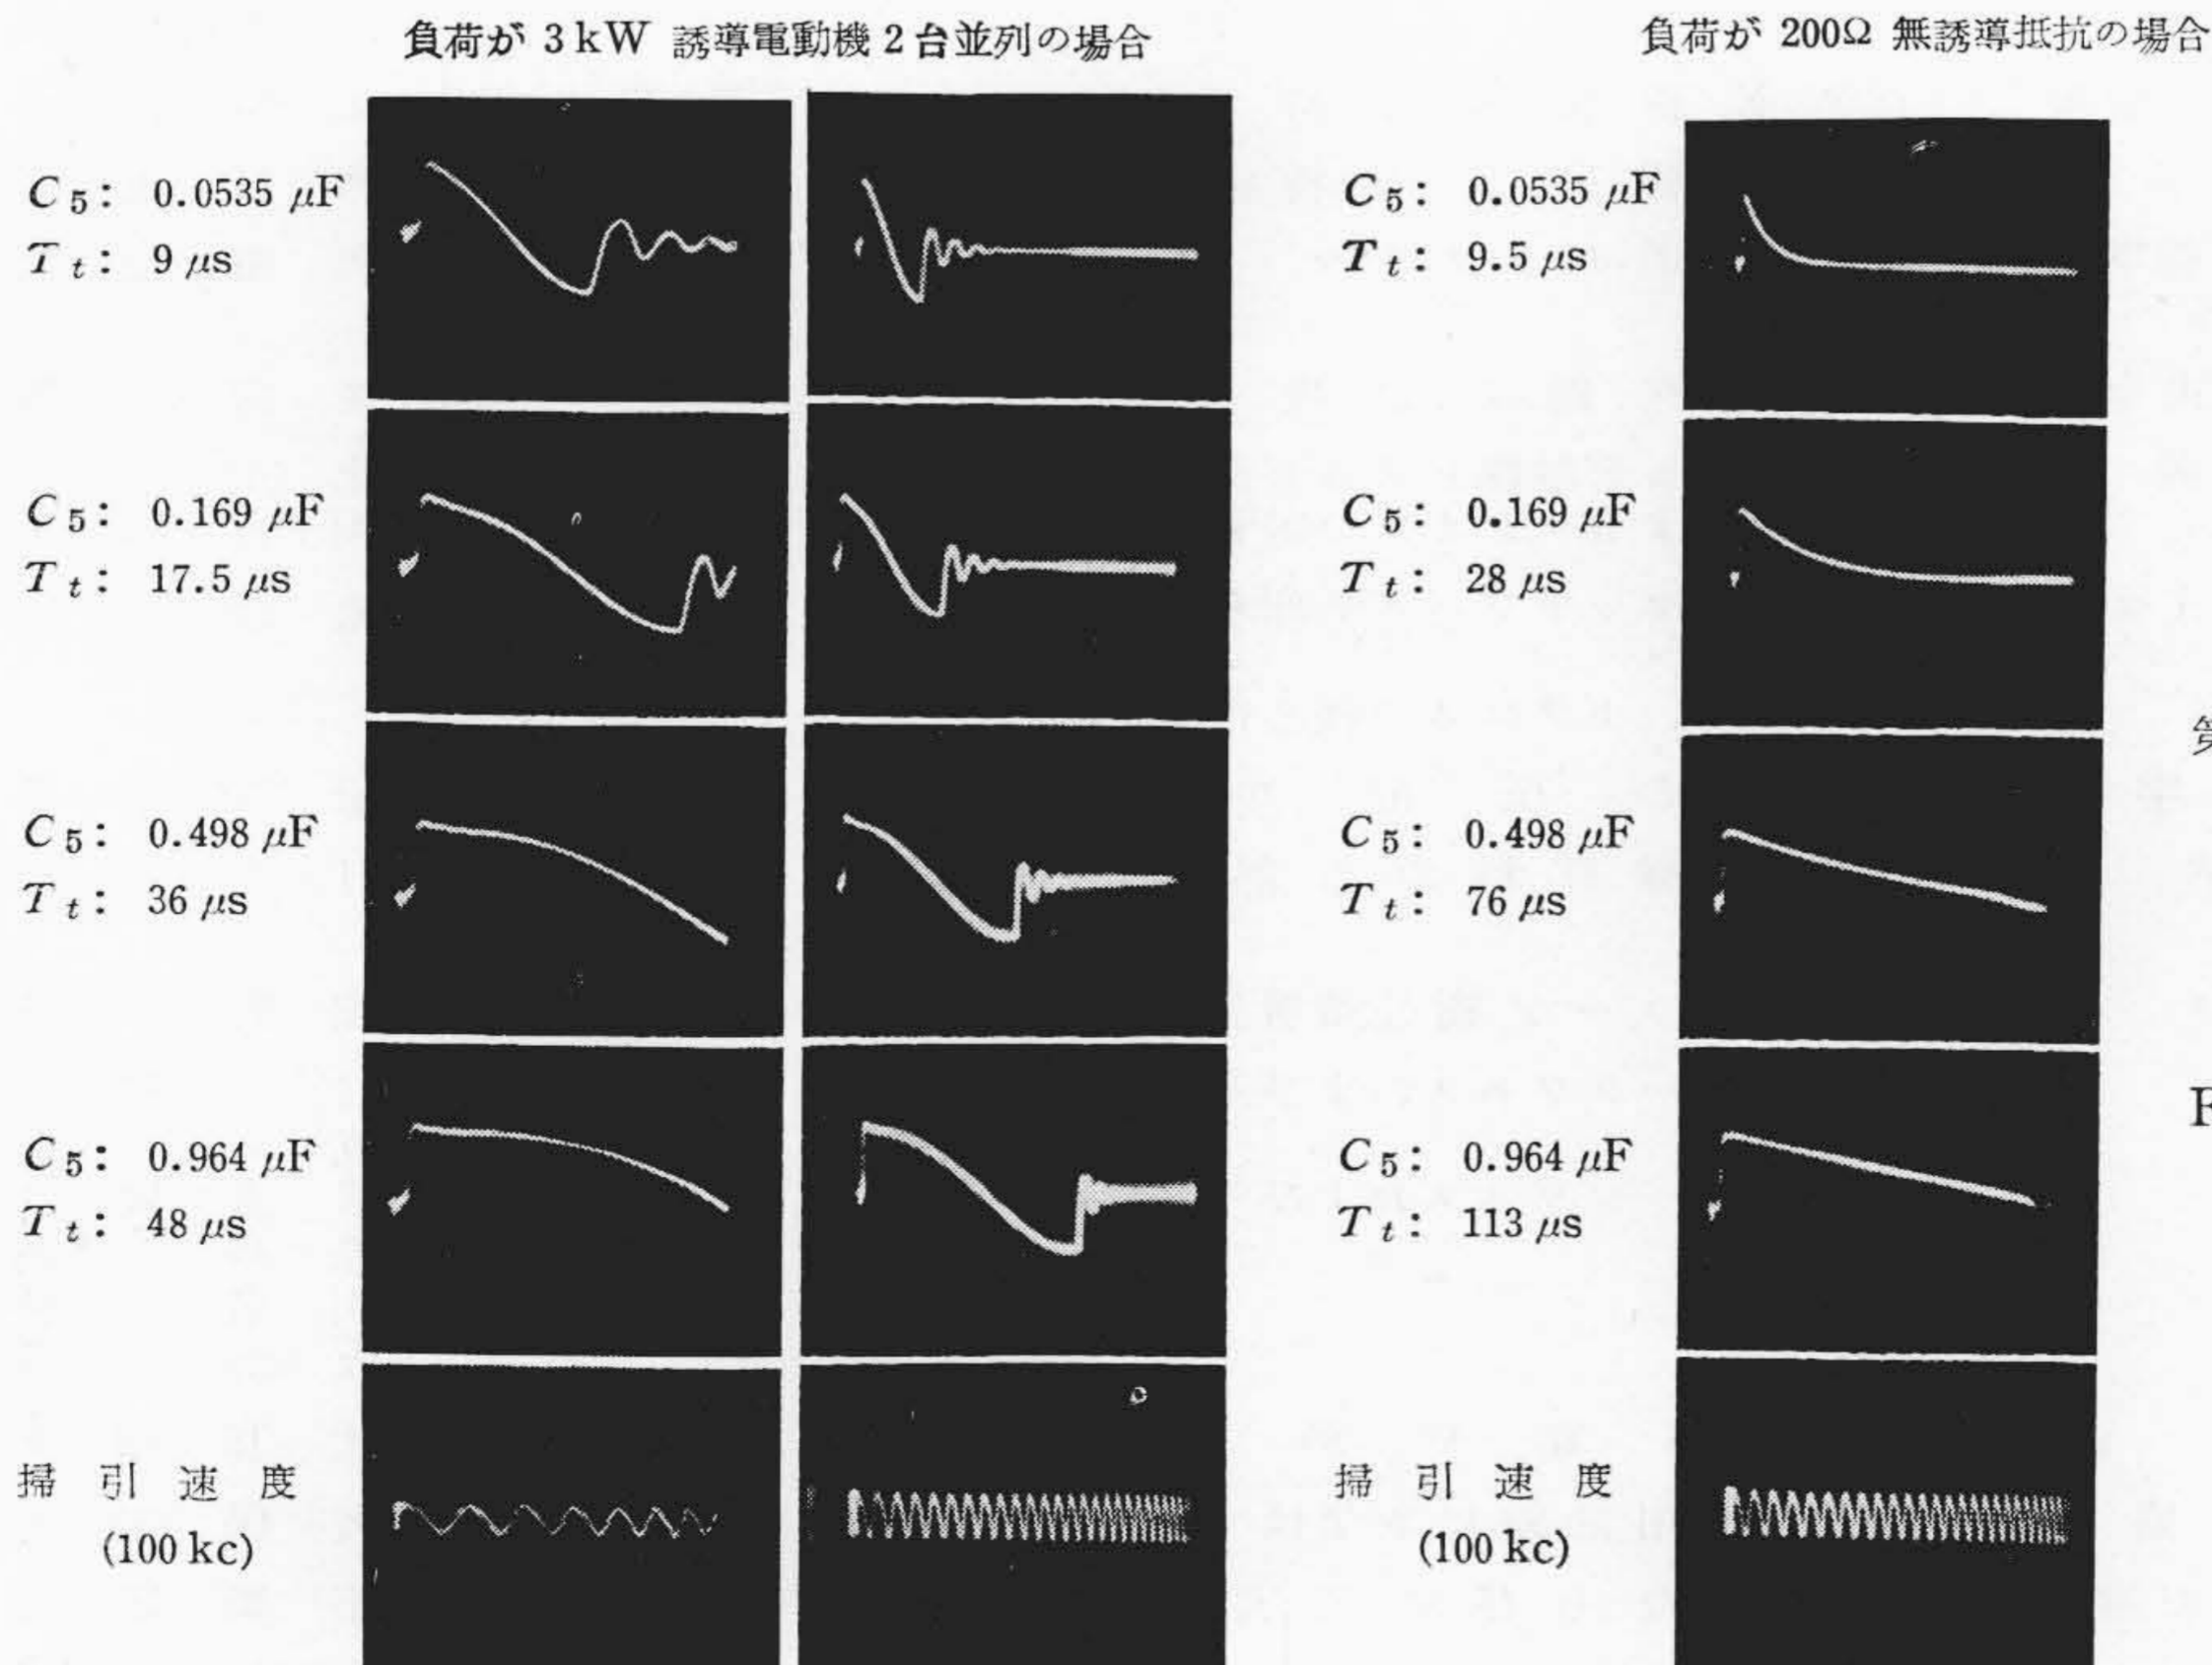 負荷が 3 kW 誘導電動機 2 台並列の場合
C5: 0.0535 μF
Tt: 9 μs
C5: 0.169 μF
Tt: 17.5 μs
C5: 0.498 μF
Tt: 36 μs
C5: 0.964 μF
Tt: 48 μs
掃引速度
(100 kc)
負荷が 200Ω 無誘導抵抗の場合
C5: 0.0535 μF
Tt: 9.5 μs
C5: 0.169 μF
Tt: 28 μs
C5: 0.498 μF
Tt: 76 μs
C5: 0.964 μF
Tt: 113 μs
掃引速度
(100 kc)
第